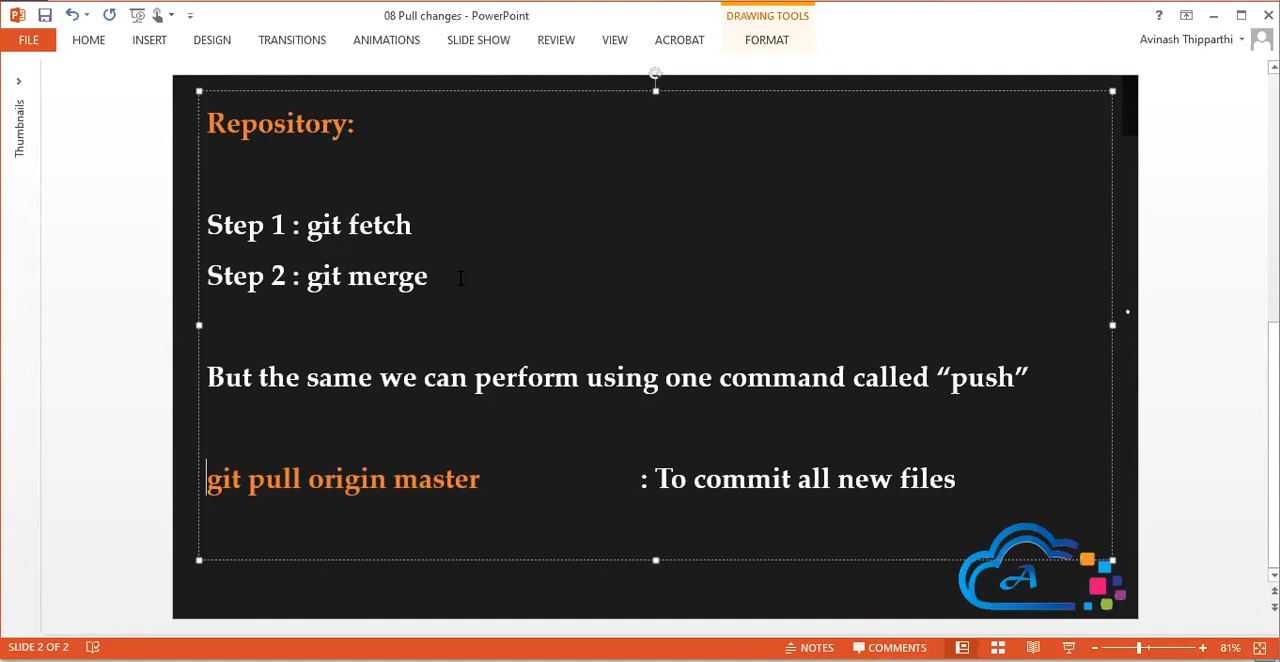 08 Pull changes - PowerPoint
DRAWING TOOLS
?
FILE HOME INSERT DESIGN TRANSITIONS ANIMATIONS SLIDE SHOW REVIEW VIEW ACROBAT FORMAT
Avinash Thipparthi
Thumbnails
Repository:
Step 1 : git fetch
Step 2 : git merge
But the same we can perform using one command called “push”
git pull origin master : To commit all new files
A
SLIDE 2 OF 2
NOTES
COMMENTS
81%